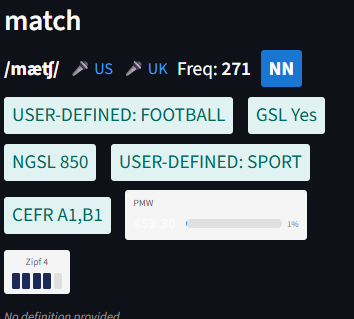 match
/mætʃ/ US UK Freq: 271 NN
USER-DEFINED: FOOTBALL GSL Yes
NGSL 850 USER-DEFINED: SPORT
CEFR A1,B1
PMW
1%
Zipf 4
No definition provided